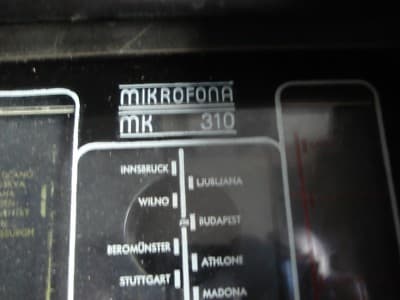 MIKROFONA
MK 310
INNSBRUCK
LJUBLJANA
WILNO
BUDAPEST
BEROMÜNSTER
ATHLONE
STUTTGART
MADONA